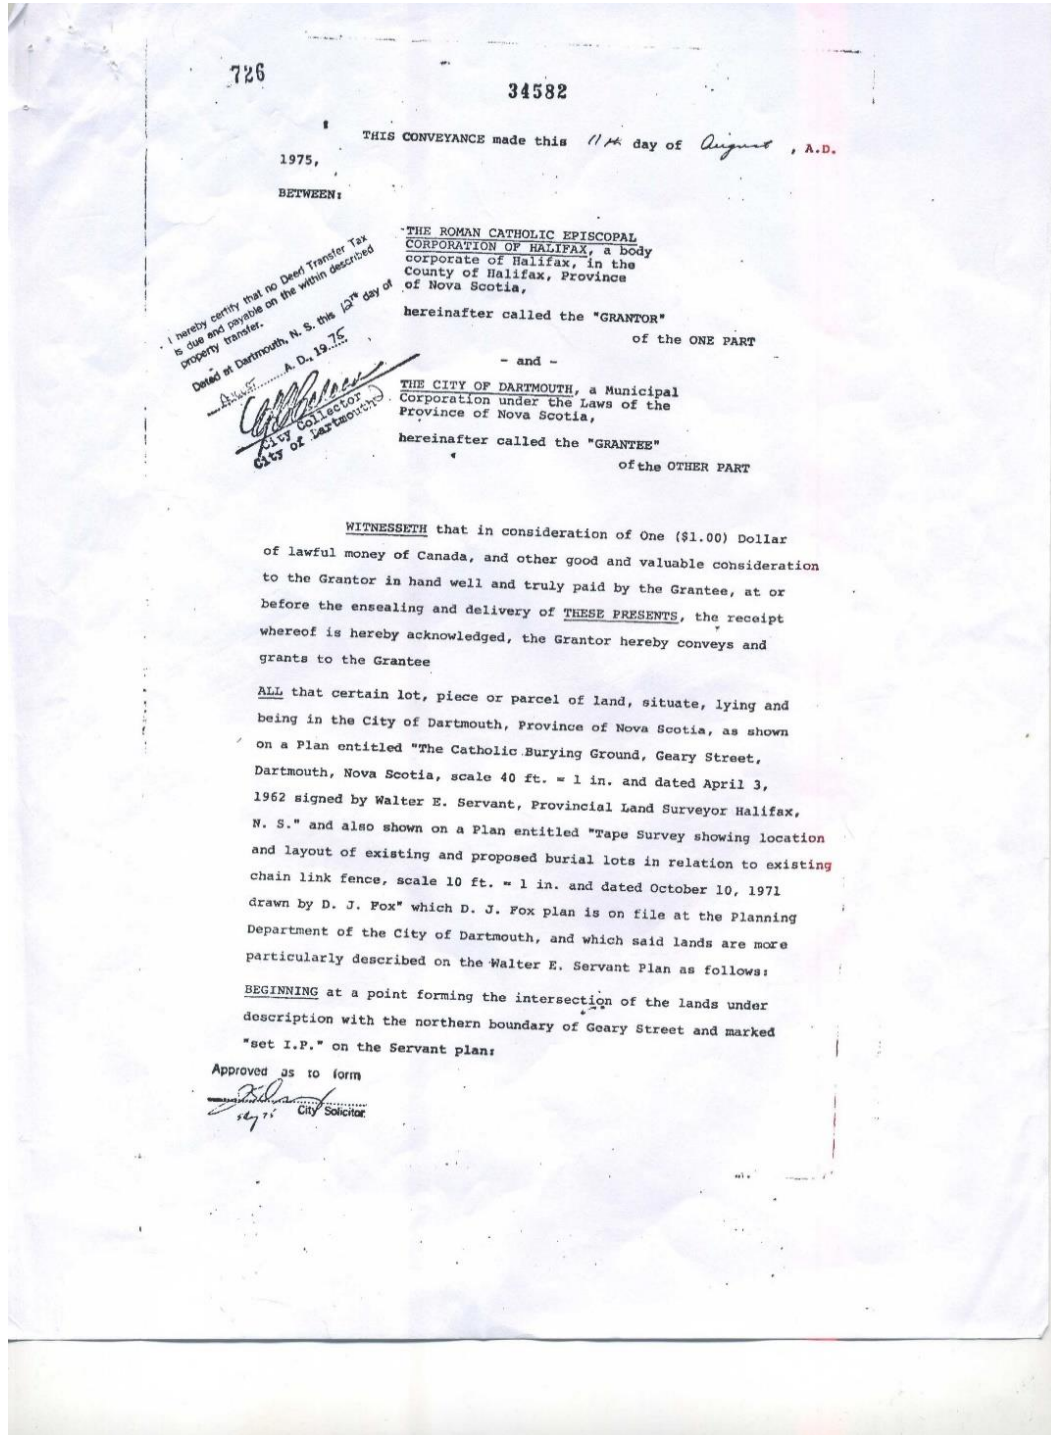 726
34582
THIS CONVEYANCE made this 11th day of August, A.D.
1975,
BETWEEN:
THE ROMAN CATHOLIC EPISCOPAL
CORPORATION OF HALIFAX, a body
corporate of Halifax, in the
County of Halifax, Province
of Nova Scotia,
hereinafter called the "GRANTOR"
of the ONE PART
- and -
THE CITY OF DARTMOUTH, a Municipal
Corporation under the Laws of the
Province of Nova Scotia,
hereinafter called the "GRANTEE"
of the OTHER PART
I hereby certify that no Deed Transfer Tax
is due and payable on the within described
property transfer.
Dated at Dartmouth, N. S. this 12th day of
August A. D., 1975
City Collector
City of Dartmouth
WITNESSETH that in consideration of One ($1.00) Dollar
of lawful money of Canada, and other good and valuable consideration
to the Grantor in hand well and truly paid by the Grantee, at or
before the ensealing and delivery of THESE PRESENTS, the receipt
whereof is hereby acknowledged, the Grantor hereby conveys and
grants to the Grantee
ALL that certain lot, piece or parcel of land, situate, lying and
being in the City of Dartmouth, Province of Nova Scotia, as shown
on a Plan entitled "The Catholic Burying Ground, Geary Street,
Dartmouth, Nova Scotia, scale 40 ft. = 1 in. and dated April 3,
1962 signed by Walter E. Servant, Provincial Land Surveyor Halifax,
N. S." and also shown on a Plan entitled "Tape Survey showing location
and layout of existing and proposed burial lots in relation to existing
chain link fence, scale 10 ft. = 1 in. and dated October 10, 1971
drawn by D. J. Fox" which D. J. Fox plan is on file at the Planning
Department of the City of Dartmouth, and which said lands are more
particularly described on the Walter E. Servant Plan as follows:
BEGINNING at a point forming the intersection of the lands under
description with the northern boundary of Geary Street and marked
"set I.P." on the Servant plan:
Approved as to form
City Solicitor